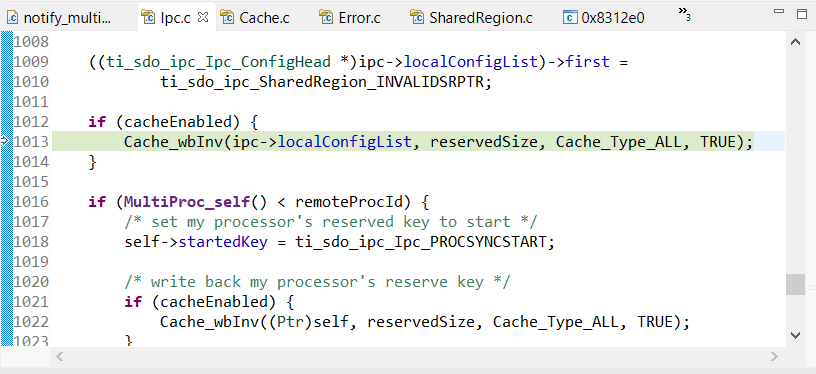 notify_multi... Ipc.c Cache.c Error.c SharedRegion.c 0x8312e0 »3
1008
1009 ((ti_sdo_ipc_Ipc_ConfigHead *)ipc->localConfigList)->first =
1010 ti_sdo_ipc_SharedRegion_INVALIDSRPTR;
1011
1012 if (cacheEnabled) {
1013 Cache_wbInv(ipc->localConfigList, reservedSize, Cache_Type_ALL, TRUE);
1014 }
1015
1016 if (MultiProc_self() < remoteProcId) {
1017 /* set my processor's reserved key to start */
1018 self->startedKey = ti_sdo_ipc_Ipc_PROCSYNCSTART;
1019
1020 /* write back my processor's reserve key */
1021 if (cacheEnabled) {
1022 Cache_wbInv((Ptr)self, reservedSize, Cache_Type_ALL, TRUE);
1023 }